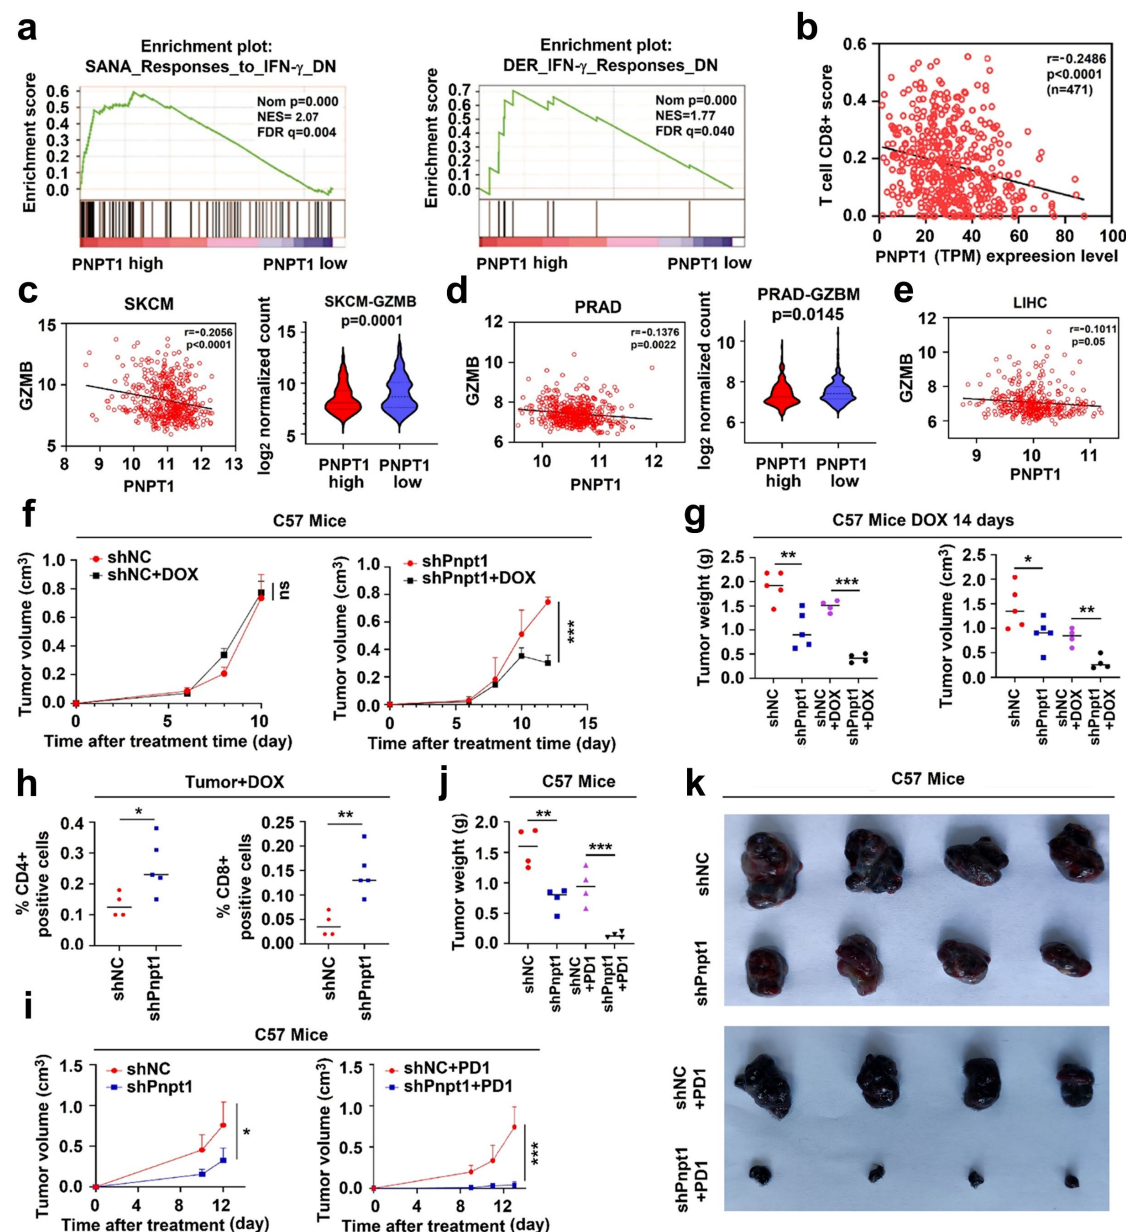 a
Enrichment plot:
SANA_Responses_to_IFN-γ_DN
Enrichment score
0.6
0.5
0.4
0.3
0.2
0.1
0.0
Nom p=0.000
NES= 2.07
FDR q=0.004
PNPT1 high
PNPT1 low
Enrichment plot:
DER_IFN-γ_Responses_DN
Enrichment score
0.7
0.6
0.5
0.4
0.3
0.2
0.1
0.0
Nom p=0.000
NES=1.77
FDR q=0.040
PNPT1 high
PNPT1 low
b
T cell CD8+ score
0.6
0.4
0.2
0.0
r=-0.2486
p<0.0001
(n=471)
0 20 40 60 80 100
PNPT1 (TPM) expreesion level
c
SKCM
GZMB
15
10
5
r=-0.2056
p<0.0001
8 9 10 11 12 13
PNPT1
SKCM-GZMB
p=0.0001
log2 normalized count
15
10
5
PNPT1
high
PNPT1
low
d
PRAD
GZMB
12
10
8
6
r=-0.1376
p=0.0022
10 11 12
PNPT1
PRAD-GZBM
p=0.0145
log2 normalized count
10
8
6
PNPT1
high
PNPT1
low
e
LIHC
GZMB
12
10
8
6
r=-0.1011
p=0.05
9 10 11
PNPT1
f
C57 Mice
Tumor volume (cm3)
1.0
0.8
0.6
0.4
0.2
0.0
shNC
shNC+DOX
ns
0 5 10
Time after treatment time (day)
Tumor volume (cm3)
1.0
0.8
0.6
0.4
0.2
0.0
shPnpt1
shPnpt1+DOX
***
0 5 10 15
Time after treatment time (day)
g
C57 Mice DOX 14 days
Tumor weight (g)
2.5
2.0
1.5
1.0
0.5
0.0
**
***
shNC
shPnpt1
shNC
+DOX
shPnpt1
+DOX
Tumor volume (cm3)
2.5
2.0
1.5
1.0
0.5
0.0
*
**
shNC
shPnpt1
shNC
+DOX
shPnpt1
+DOX
h
Tumor+DOX
% CD4+
positive cells
0.4
0.3
0.2
0.1
0.0
*
shNC
shPnpt1
% CD8+
positive cells
0.25
0.20
0.15
0.10
0.05
0.00
**
shNC
shPnpt1
i
C57 Mice
Tumor volume (cm3)
1.5
1.0
0.5
0.0
shNC
shPnpt1
*
0 4 8 12
Time after treatment (day)
Tumor volume (cm3)
1.5
1.0
0.5
0.0
shNC+PD1
shPnpt1+PD1
***
0 4 8 12
Time after treatment (day)
j
C57 Mice
Tumor weight (g)
2.0
1.5
1.0
0.5
0.0
**
***
shNC
shPnpt1
shNC
+PD1
shPnpt1
+PD1
k
C57 Mice
shNC
shPnpt1
shNC
+PD1
shPnpt1
+PD1